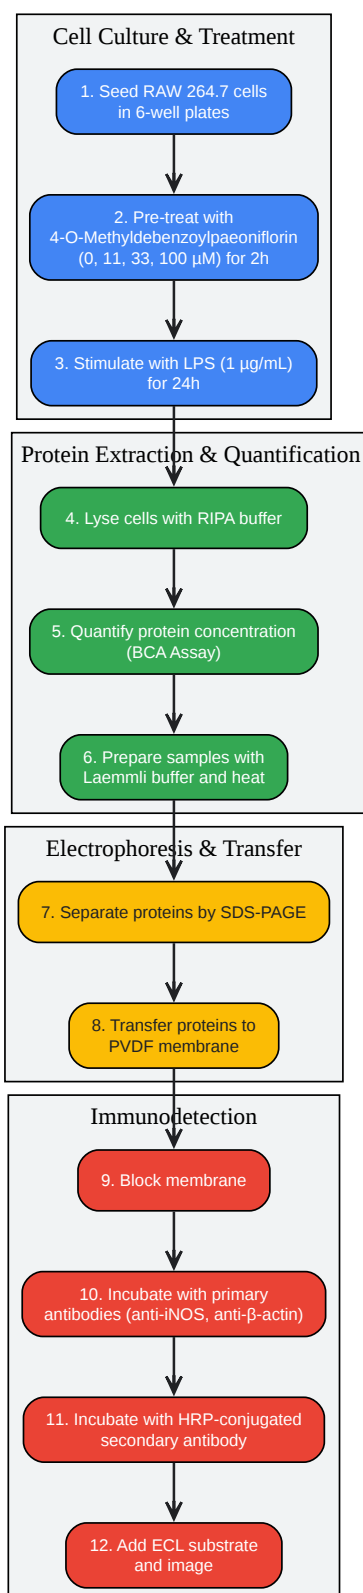 Cell Culture & Treatment
1. Seed RAW 264.7 cells
in 6-well plates
2. Pre-treat with
4-O-Methyldebenzoylpaeoniflorin
(0, 11, 33, 100 µM) for 2h
3. Stimulate with LPS (1 µg/mL)
for 24h
Protein Extraction & Quantification
4. Lyse cells with RIPA buffer
5. Quantify protein concentration
(BCA Assay)
6. Prepare samples with
Laemmli buffer and heat
Electrophoresis & Transfer
7. Separate proteins by SDS-PAGE
8. Transfer proteins to
PVDF membrane
Immunodetection
9. Block membrane
10. Incubate with primary
antibodies (anti-iNOS, anti-β-actin)
11. Incubate with HRP-conjugated
secondary antibody
12. Add ECL substrate
and image